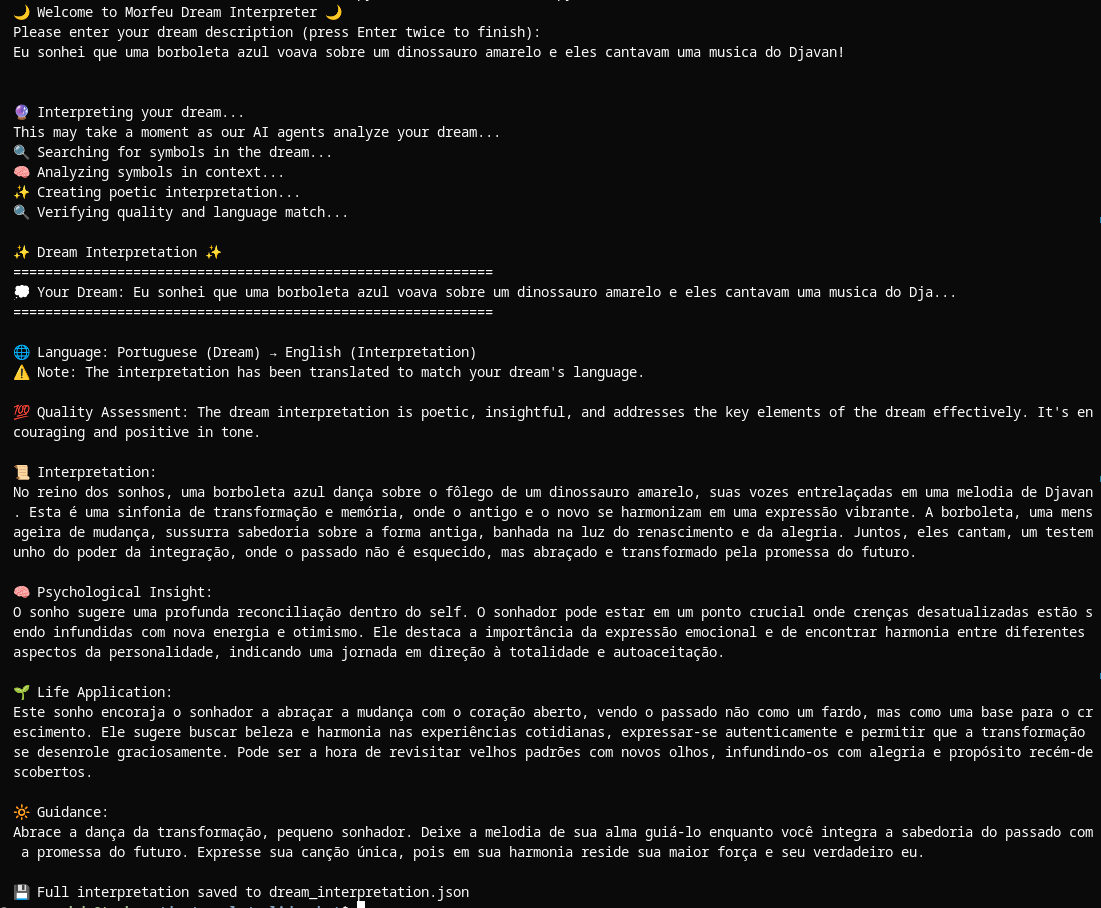 🌙 Welcome to Morfeu Dream Interpreter 🌙
Please enter your dream description (press Enter twice to finish):
Eu sonhei que uma borboleta azul voava sobre um dinossauro amarelo e eles cantavam uma musica do Djavan!
🔮 Interpreting your dream...
This may take a moment as our AI agents analyze your dream...
🔍 Searching for symbols in the dream...
🧠 Analyzing symbols in context...
✨ Creating poetic interpretation...
🔍 Verifying quality and language match...
✨ Dream Interpretation ✨
============================================================
💭 Your Dream: Eu sonhei que uma borboleta azul voava sobre um dinossauro amarelo e eles cantavam uma musica do Dja...
============================================================
🌐 Language: Portuguese (Dream) → English (Interpretation)
⚠️ Note: The interpretation has been translated to match your dream's language.
💯 Quality Assessment: The dream interpretation is poetic, insightful, and addresses the key elements of the dream effectively. It's en
couraging and positive in tone.
📜 Interpretation:
No reino dos sonhos, uma borboleta azul dança sobre o fôlego de um dinossauro amarelo, suas vozes entrelaçadas em uma melodia de Djavan
. Esta é uma sinfonia de transformação e memória, onde o antigo e o novo se harmonizam em uma expressão vibrante. A borboleta, uma mens
ageira de mudança, sussurra sabedoria sobre a forma antiga, banhada na luz do renascimento e da alegria. Juntos, eles cantam, um testem
unho do poder da integração, onde o passado não é esquecido, mas abraçado e transformado pela promessa do futuro.
🧠 Psychological Insight:
O sonho sugere uma profunda reconciliação dentro do self. O sonhador pode estar em um ponto crucial onde crenças desatualizadas estão s
endo infundidas com nova energia e otimismo. Ele destaca a importância da expressão emocional e de encontrar harmonia entre diferentes
aspectos da personalidade, indicando uma jornada em direção à totalidade e autoaceitação.
🌱 Life Application:
Este sonho encoraja o sonhador a abraçar a mudança com o coração aberto, vendo o passado não como um fardo, mas como uma base para o cr
escimento. Ele sugere buscar beleza e harmonia nas experiências cotidianas, expressar-se autenticamente e permitir que a transformação
se desenrole graciosamente. Pode ser a hora de revisitar velhos padrões com novos olhos, infundindo-os com alegria e propósito recém-de
scobertos.
🔆 Guidance:
Abrace a dança da transformação, pequeno sonhador. Deixe a melodia de sua alma guiá-lo enquanto você integra a sabedoria do passado com
a promessa do futuro. Expresse sua canção única, pois em sua harmonia reside sua maior força e seu verdadeiro eu.
💾 Full interpretation saved to dream_interpretation.json